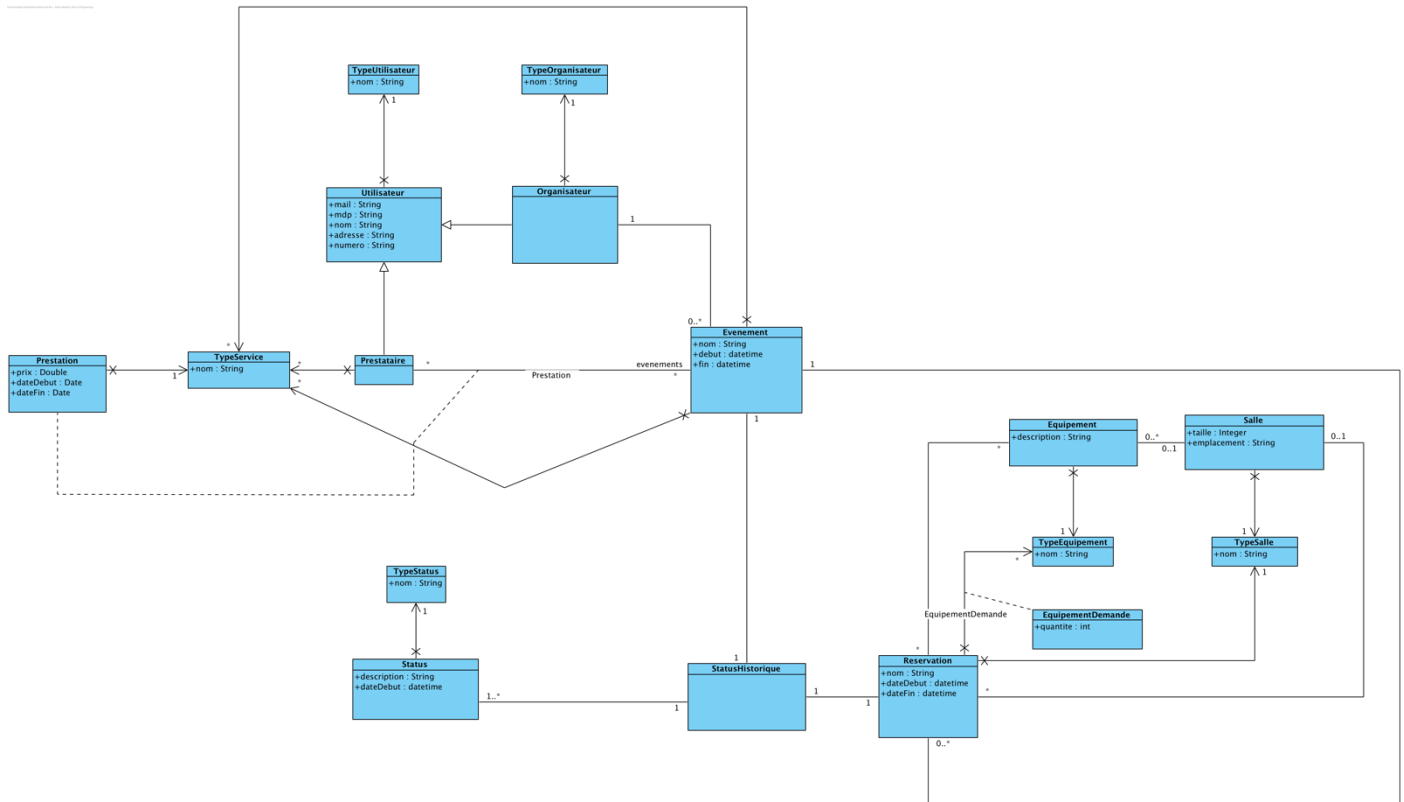 TypeUtilisateur
+nom : String
1
TypeOrganisateur
+nom : String
1
Utilisateur
+mail : String
+mdp : String
+nom : String
+adresse : String
+numero : String
Organisateur
1
0..*
Evenement
+nom : String
+debut : datetime
+fin : datetime
1
1
evenements
*
Prestation
*
Prestataire
*
*
*
TypeService
+nom : String
1
Prestation
+prix : Double
+dateDebut : Date
+dateFin : Date
Equipement
+description : String
*
0..*
0..1
Salle
+taille : Integer
+emplacement : String
0..1
1
TypeEquipement
+nom : String
*
1
TypeSalle
+nom : String
1
EquipementDemande
EquipementDemande
+quantite : int
TypeStatus
+nom : String
1
Status
+description : String
+dateDebut : datetime
1..*
1
1
StatusHistorique
1
1
*
Reservation
+nom : String
+dateDebut : datetime
+dateFin : datetime
*
0..*